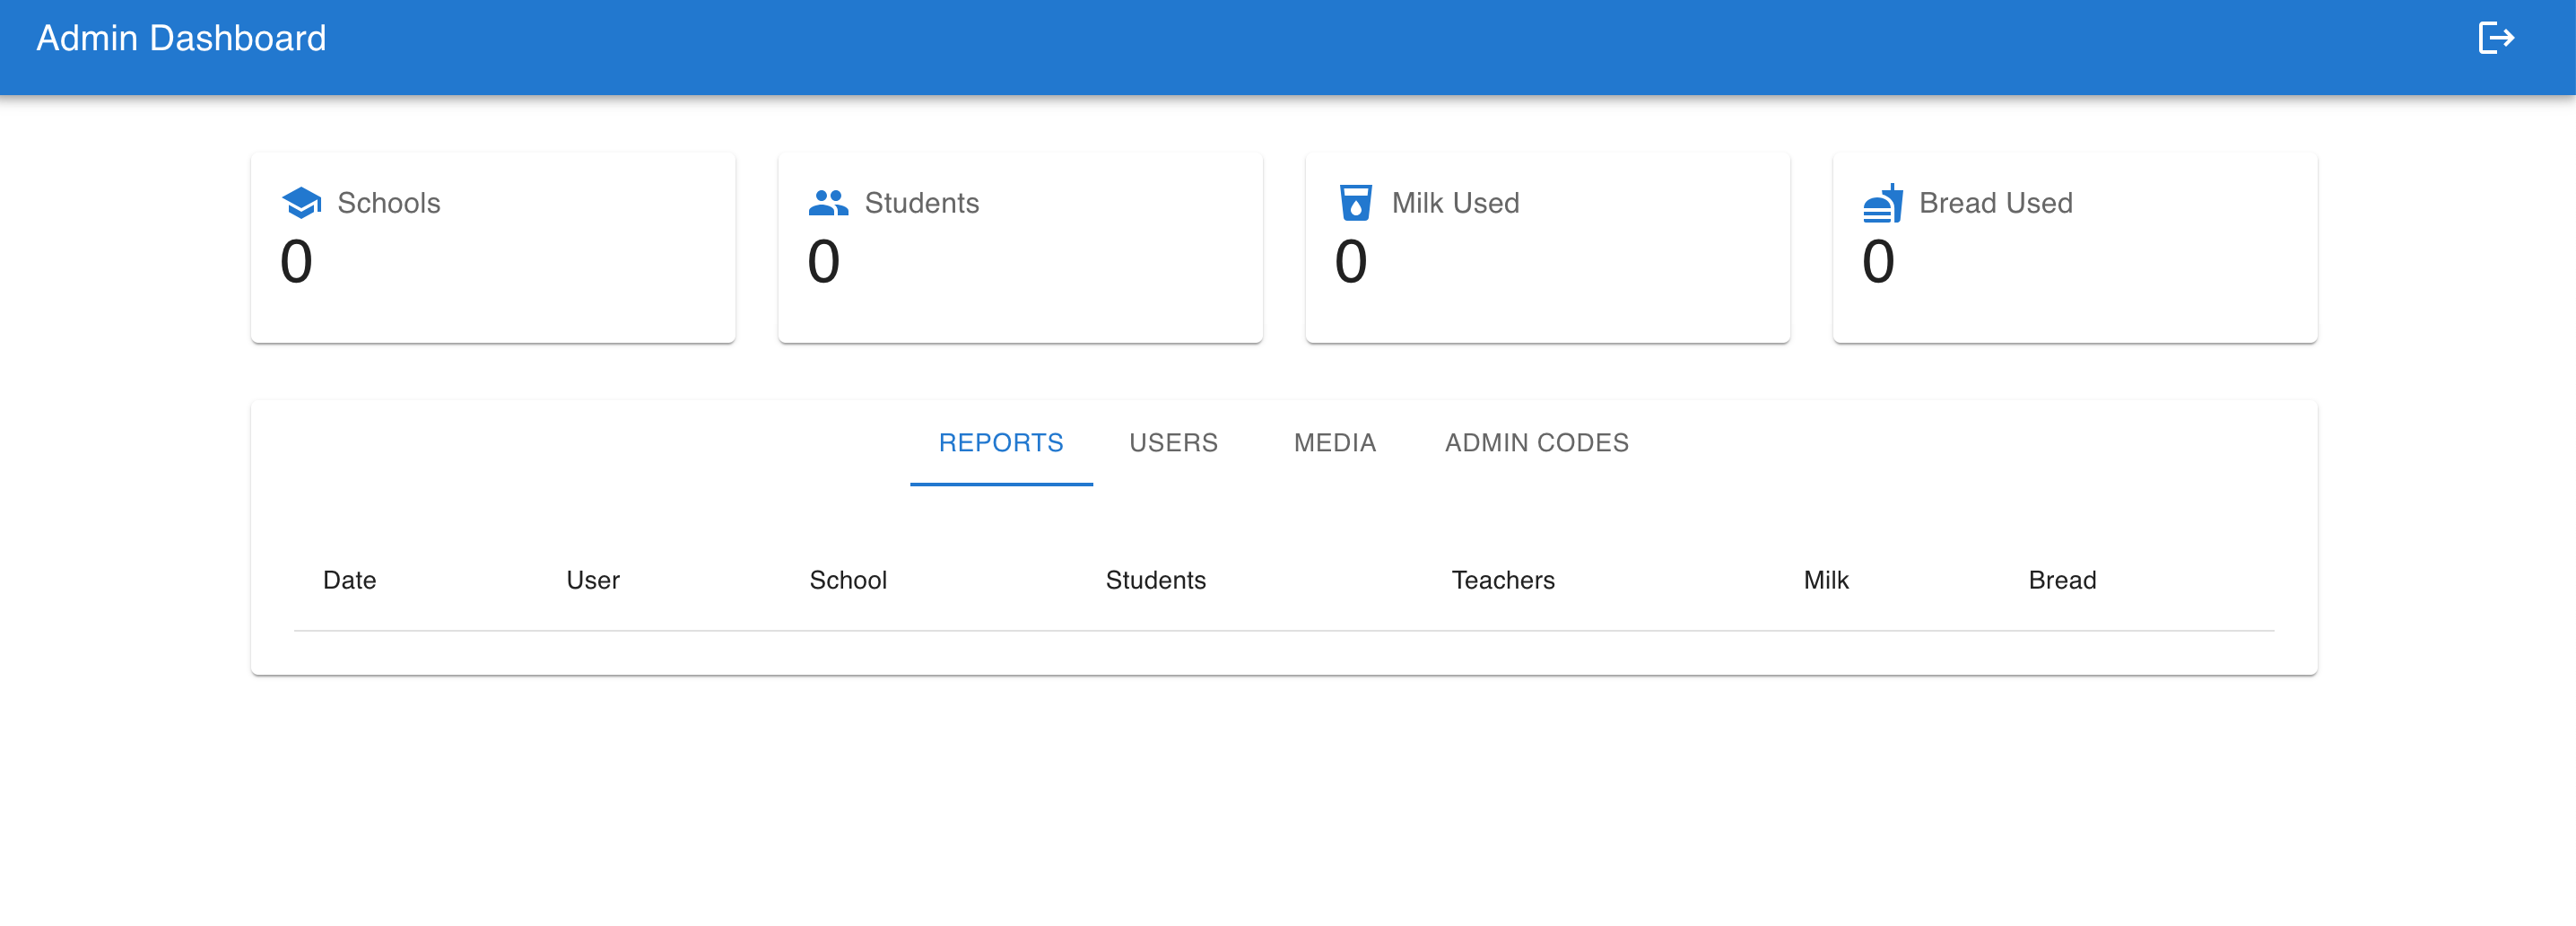 Admin Dashboard
Schools
0
Students
0
Milk Used
0
Bread Used
0
REPORTS USERS MEDIA ADMIN CODES
Date User School Students Teachers Milk Bread